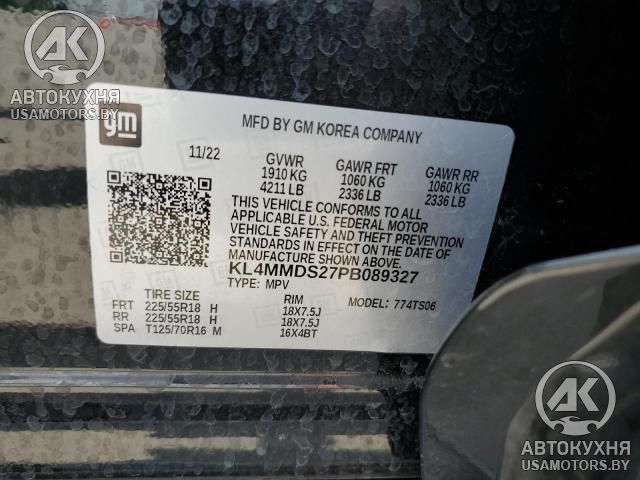 АК
АВТОКУХНЯ
USAMOTORS.BY
gm
MFD BY GM KOREA COMPANY
11/22 GVWR GAWR FRT GAWR RR
1910 KG 1060 KG 1060 KG
4211 LB 2336 LB 2336 LB
THIS VEHICLE CONFORMS TO ALL
APPLICABLE U.S. FEDERAL MOTOR
VEHICLE SAFETY AND THEFT PREVENTION
STANDARDS IN EFFECT ON THE DATE OF
MANUFACTURE SHOWN ABOVE.
KL4MMDS27PB089327
TYPE: MPV MODEL: 774TS06
TIRE SIZE RIM
FRT 225/55R18 H 18X7.5J
RR 225/55R18 H 18X7.5J
SPA T125/70R16 M 16X4BT
АК
АВТОКУХНЯ
USAMOTORS.BY